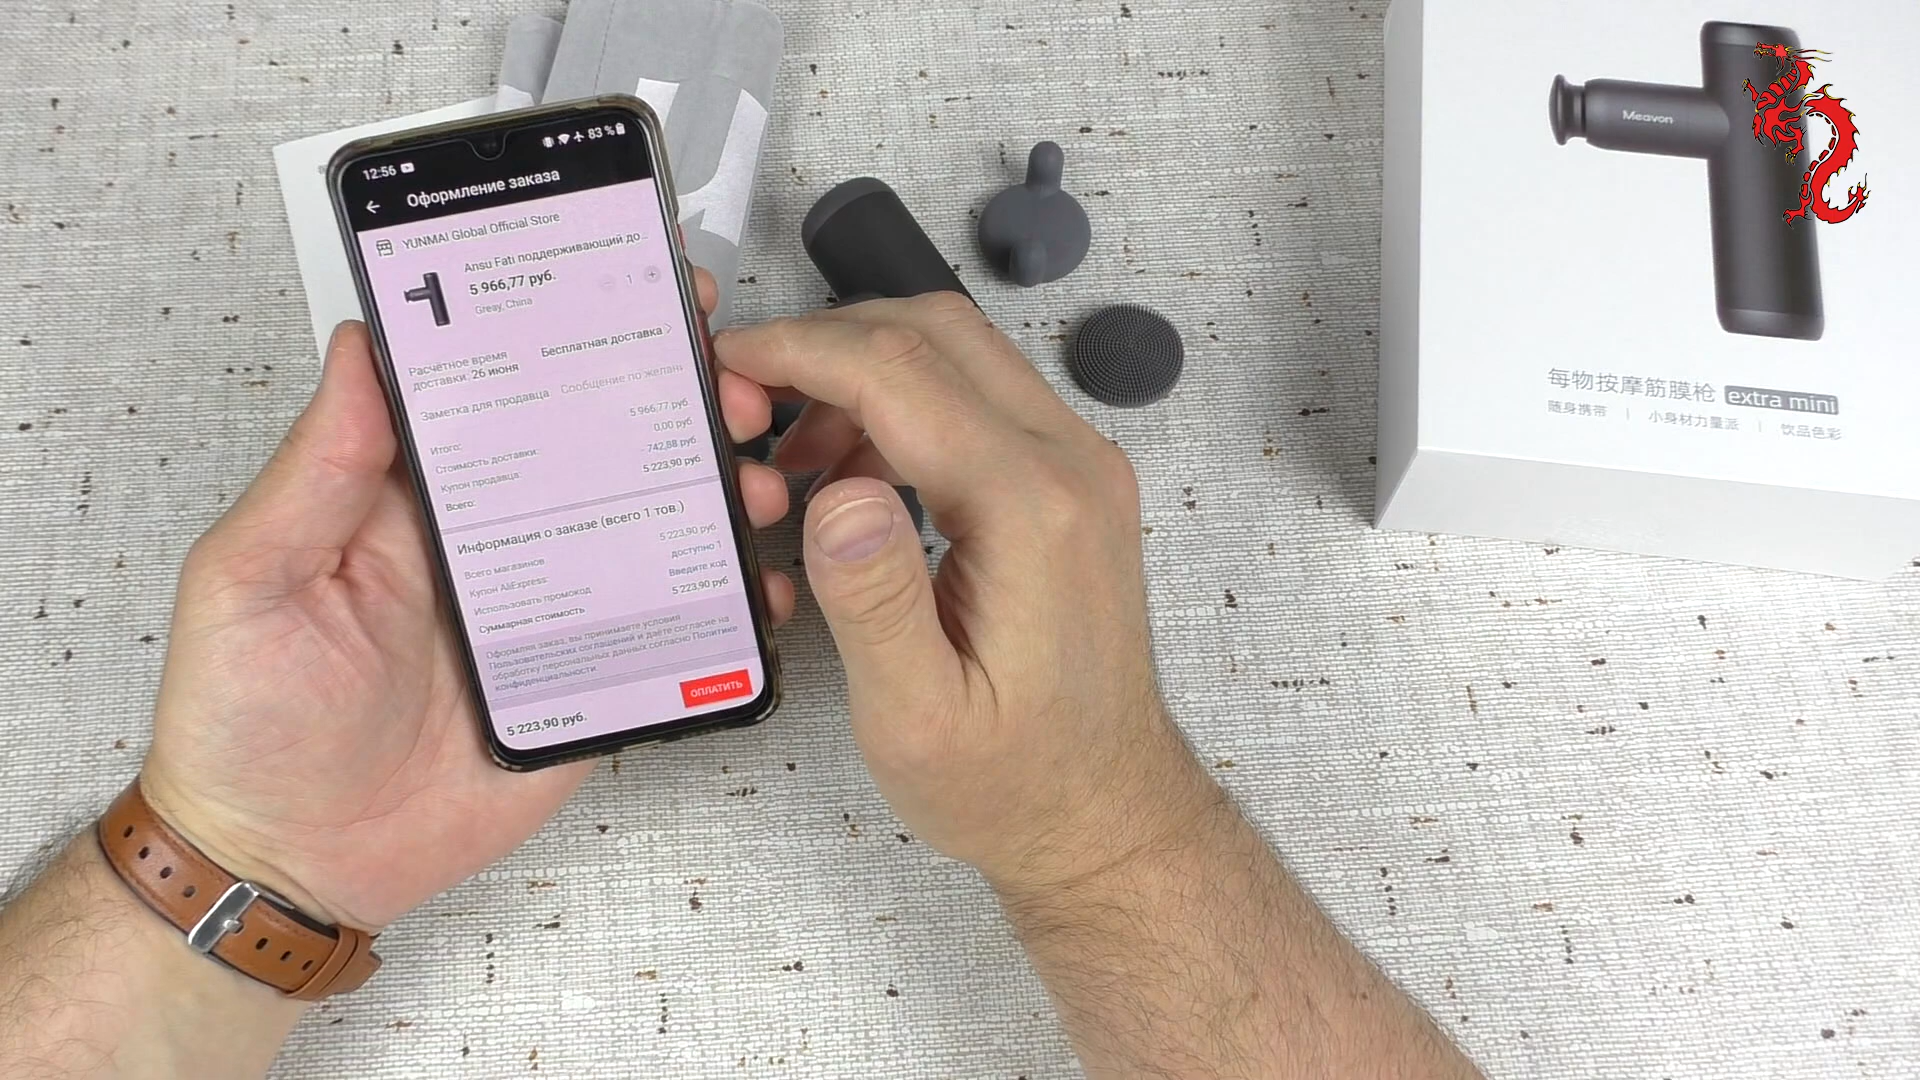 12:56
83 %
Оформление заказа
YUNMAI Global Official Store
Ansu Fati поддерживающий до...
5 966,77 руб.
1
Greay, China
Расчётное время
доставки: 26 июня
Бесплатная доставка
Заметка для продавца
Сообщение по желани
Итого:
5 966,77 руб.
Стоимость доставки:
0,00 руб.
Купон продавца:
- 742,88 руб.
Всего:
5 223,90 руб.
Информация о заказе (всего 1 тов.)
Всего магазинов
5 223,90 руб.
Купон AliExpress:
доступно 1
Использовать промокод
Введите код
Суммарная стоимость
5 223,90 руб.
Оформляя заказ, вы принимаете условия
Пользовательских соглашений и даёте согласие на
обработку персональных данных согласно Политике
конфиденциальности.
5 223,90 руб.
ОПЛАТИТЬ
Meavon
每物按摩筋膜枪 extra mini
随身携带 | 小身材力量派 | 饮品色彩